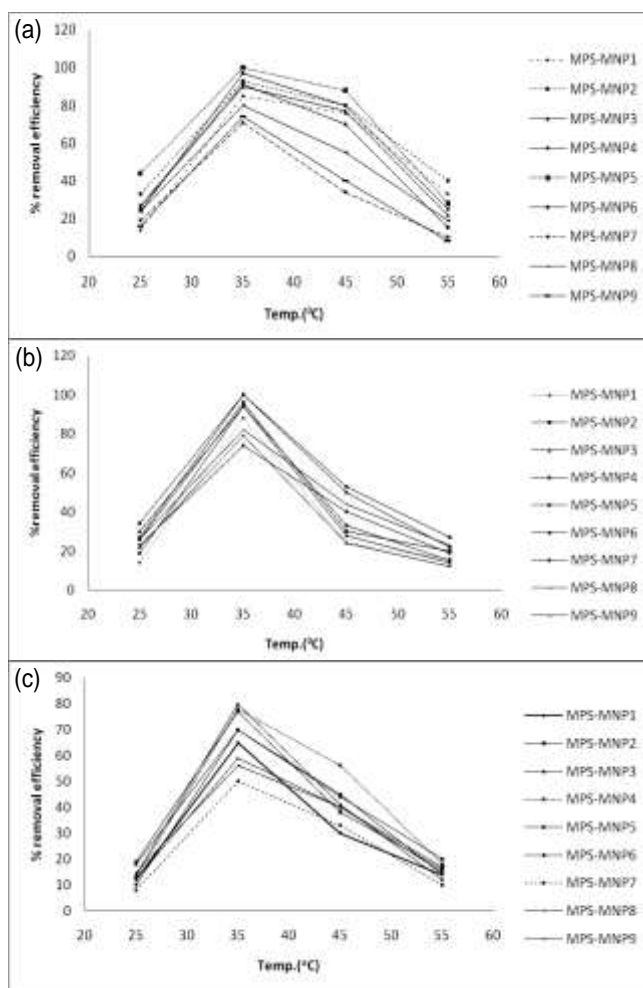 (a)
120
100
80
60
40
20
0
% removal efficiency
20 25 30 35 40 45 50 55 60
Temp.(⁰C)
MPS-MNP1
MPS-MNP2
MPS-MNP3
MPS-MNP4
MPS-MNP5
MPS-MNP6
MPS-MNP7
MPS-MNP8
MPS-MNP9
(b)
120
100
80
60
40
20
0
%removal efficiency
20 25 30 35 40 45 50 55 60
Temp.(⁰C)
MPS-MNP1
MPS-MNP2
MPS-MNP3
MPS-MNP4
MPS-MNP5
MPS-MNP6
MPS-MNP7
MPS-MNP8
MPS-MNP9
(c)
90
80
70
60
50
40
30
20
10
0
% removal efficiency
20 25 30 35 40 45 50 55 60
Temp.(⁰C)
MPS-MNP1
MPS-MNP2
MPS-MNP3
MPS-MNP4
MPS-MNP5
MPS-MNP6
MPS-MNP7
MPS-MNP8
MPS-MNP9